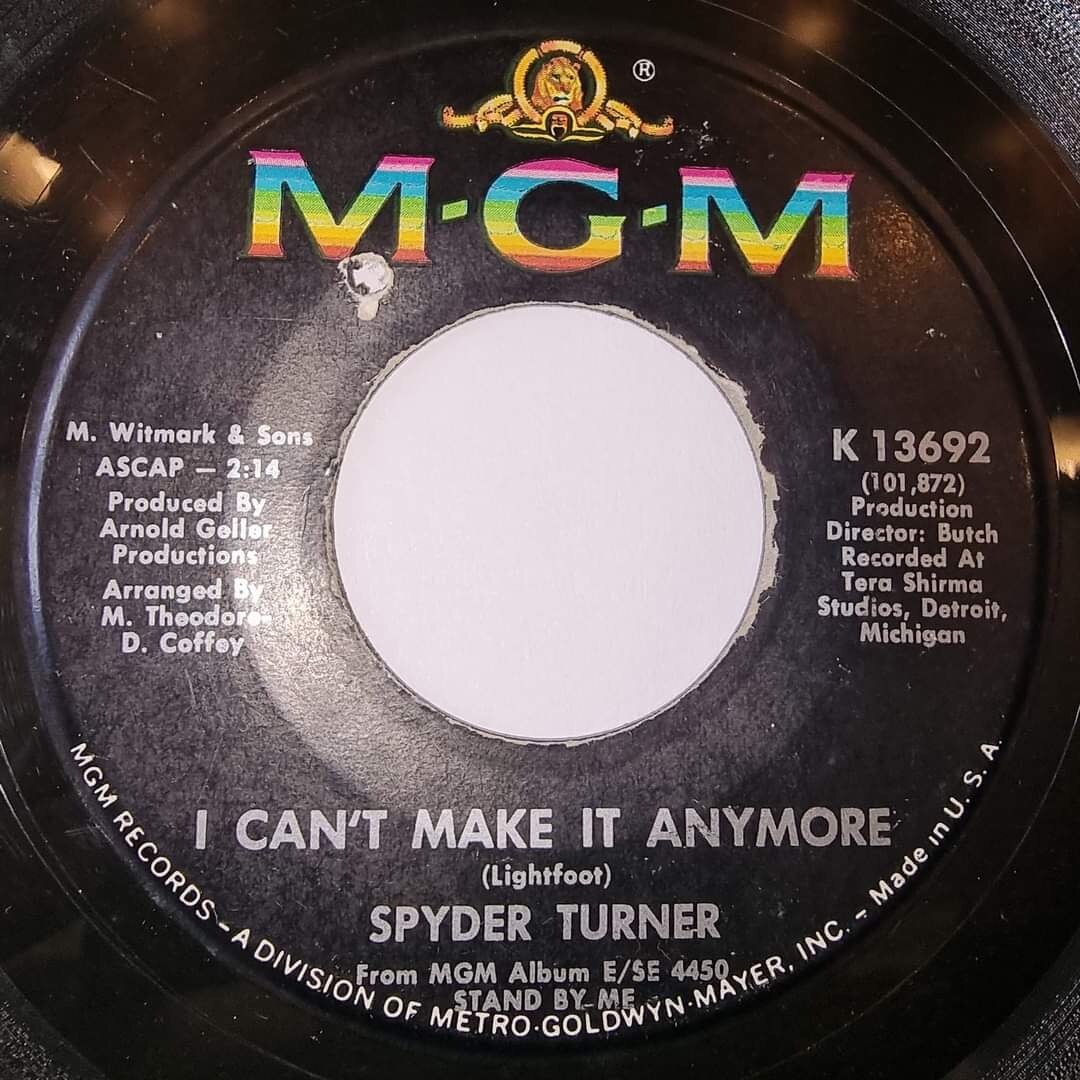 ®
M·G·M
M. Witmark & Sons
ASCAP — 2:14
Produced By
Arnold Geller
Productions
Arranged By
M. Theodore-
D. Coffey
K 13692
(101,872)
Production
Director: Butch
Recorded At
Tera Shirma
Studios, Detroit,
Michigan
I CAN'T MAKE IT ANYMORE
(Lightfoot)
SPYDER TURNER
From MGM Album E/SE 4450
STAND BY ME
MGM RECORDS – A DIVISION OF METRO·GOLDWYN·MAYER, INC. – Made in U. S. A.